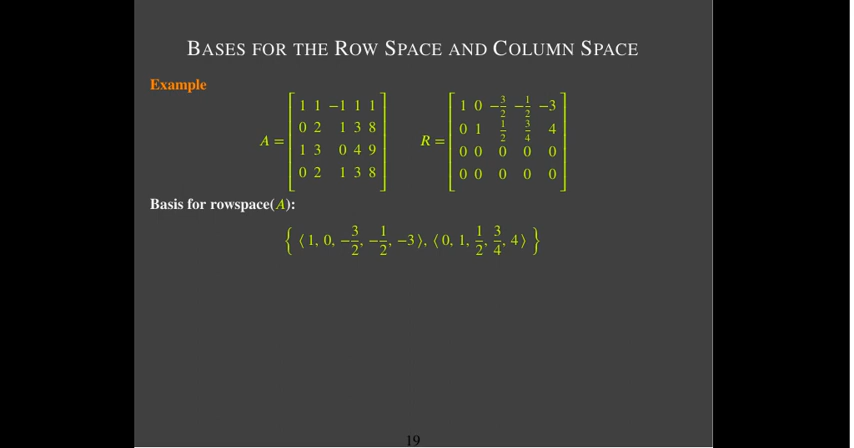 BASES FOR THE ROW SPACE AND COLUMN SPACE
Example
A = [ 1 1 −1 1 1 ; 0 2 1 3 8 ; 1 3 0 4 9 ; 0 2 1 3 8 ] R = [ 1 0 −3/2 −1/2 −3 ; 0 1 1/2 3/4 4 ; 0 0 0 0 0 ; 0 0 0 0 0 ]
Basis for rowspace(A):
{ ⟨ 1, 0, −3/2, −1/2, −3 ⟩, ⟨ 0, 1, 1/2, 3/4, 4 ⟩ }
19